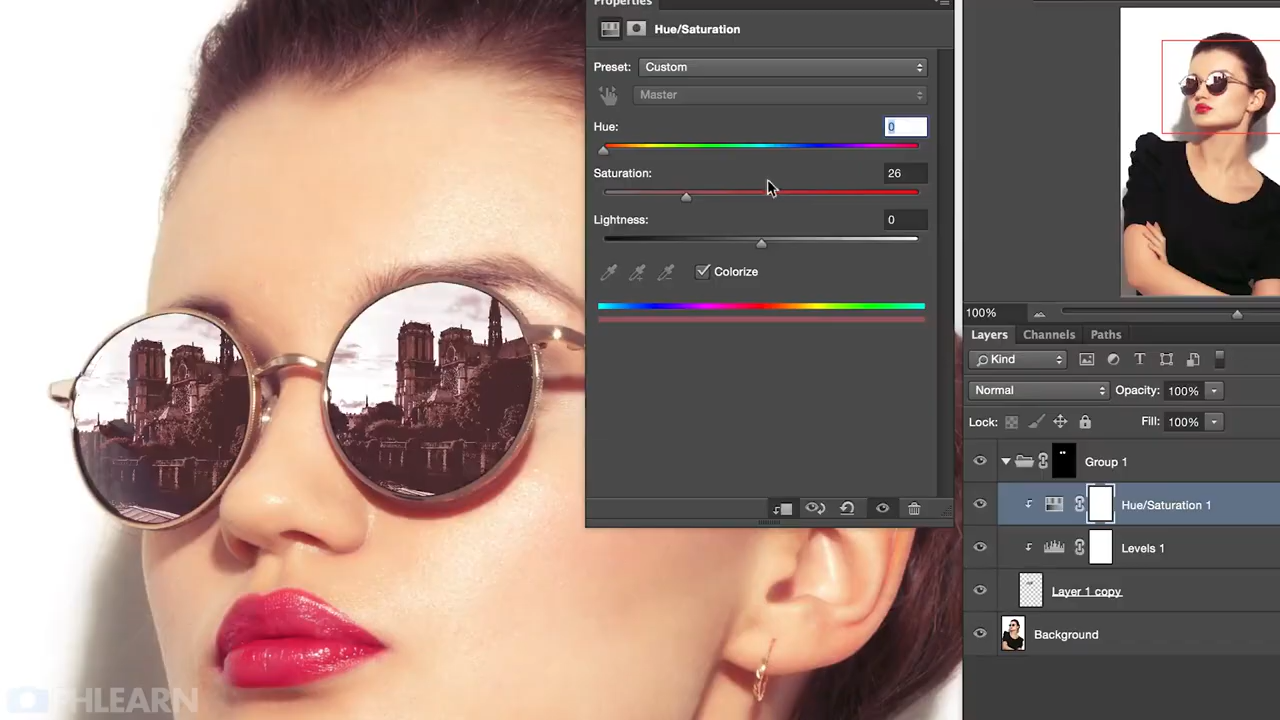 Properties
Hue/Saturation
Preset: Custom
Master
Hue: 0
Saturation: 26
Lightness: 0
Colorize
100%
Layers Channels Paths
Kind
Normal Opacity: 100%
Lock: Fill: 100%
Group 1
Hue/Saturation 1
Levels 1
Layer 1 copy
Background
PHLEARN